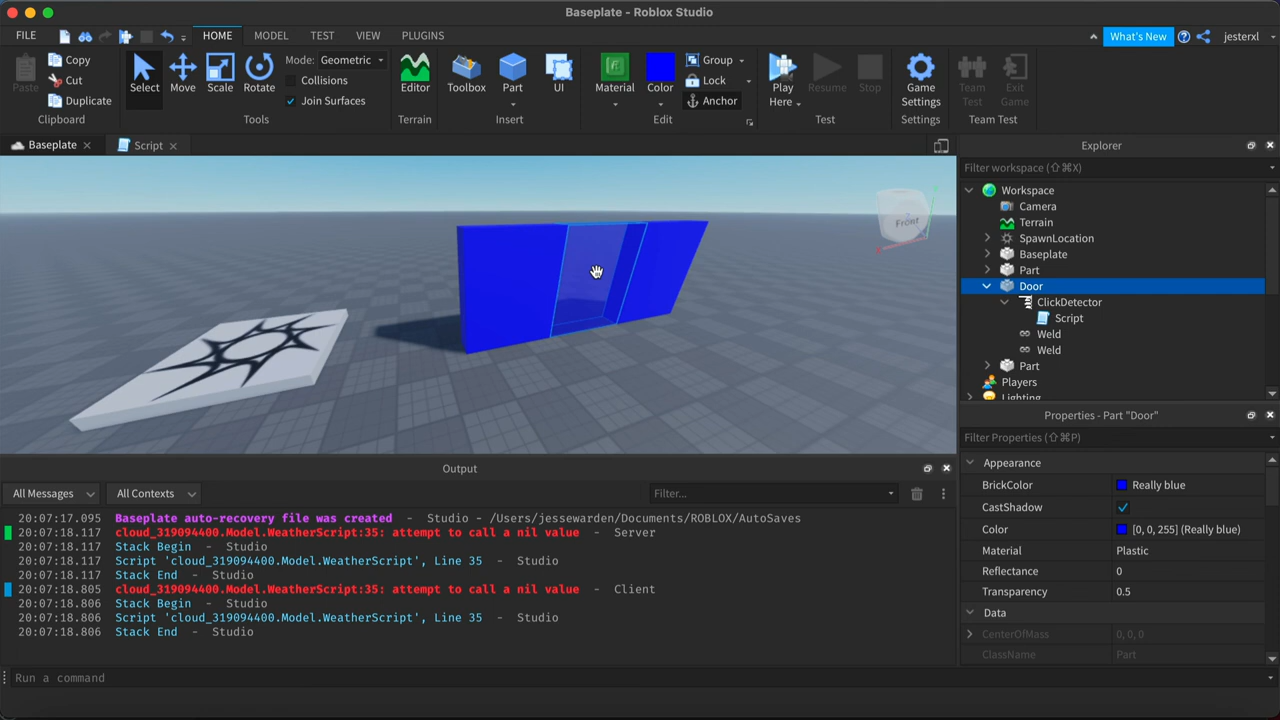 Baseplate - Roblox Studio
FILE HOME MODEL TEST VIEW PLUGINS What's New jesterxl
Paste Copy Cut Duplicate Clipboard
Select Move Scale Rotate Mode: Geometric Collisions Join Surfaces Tools
Editor Terrain
Toolbox Part UI Insert
Material Color Group Lock Anchor Edit
Play Here Resume Stop Test
Game Settings Settings
Team Test Exit Game Team Test
Baseplate Script
Front
Explorer
Filter workspace (⇧⌘X)
Workspace
Camera
Terrain
SpawnLocation
Baseplate
Part
Door
ClickDetector
Script
Weld
Weld
Part
Players
Lighting
Properties - Part "Door"
Filter Properties (⇧⌘P)
Appearance
BrickColor Really blue
CastShadow
Color [0, 0, 255] (Really blue)
Material Plastic
Reflectance 0
Transparency 0.5
Data
CenterOfMass 0, 0, 0
ClassName Part
Output
All Messages All Contexts Filter...
20:07:17.095 Baseplate auto-recovery file was created - Studio - /Users/jessewarden/Documents/ROBLOX/AutoSaves
20:07:18.117 cloud_319094400.Model.WeatherScript:35: attempt to call a nil value - Server
20:07:18.117 Stack Begin - Studio
20:07:18.117 Script 'cloud_319094400.Model.WeatherScript', Line 35 - Studio
20:07:18.117 Stack End - Studio
20:07:18.805 cloud_319094400.Model.WeatherScript:35: attempt to call a nil value - Client
20:07:18.806 Stack Begin - Studio
20:07:18.806 Script 'cloud_319094400.Model.WeatherScript', Line 35 - Studio
20:07:18.806 Stack End - Studio
Run a command